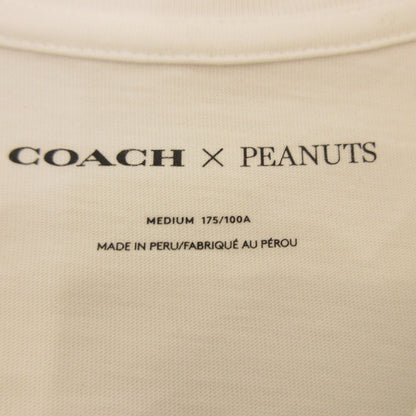 COACH × PEANUTS
MEDIUM 175/100A
MADE IN PERU/FABRIQUÉ AU PÉROU